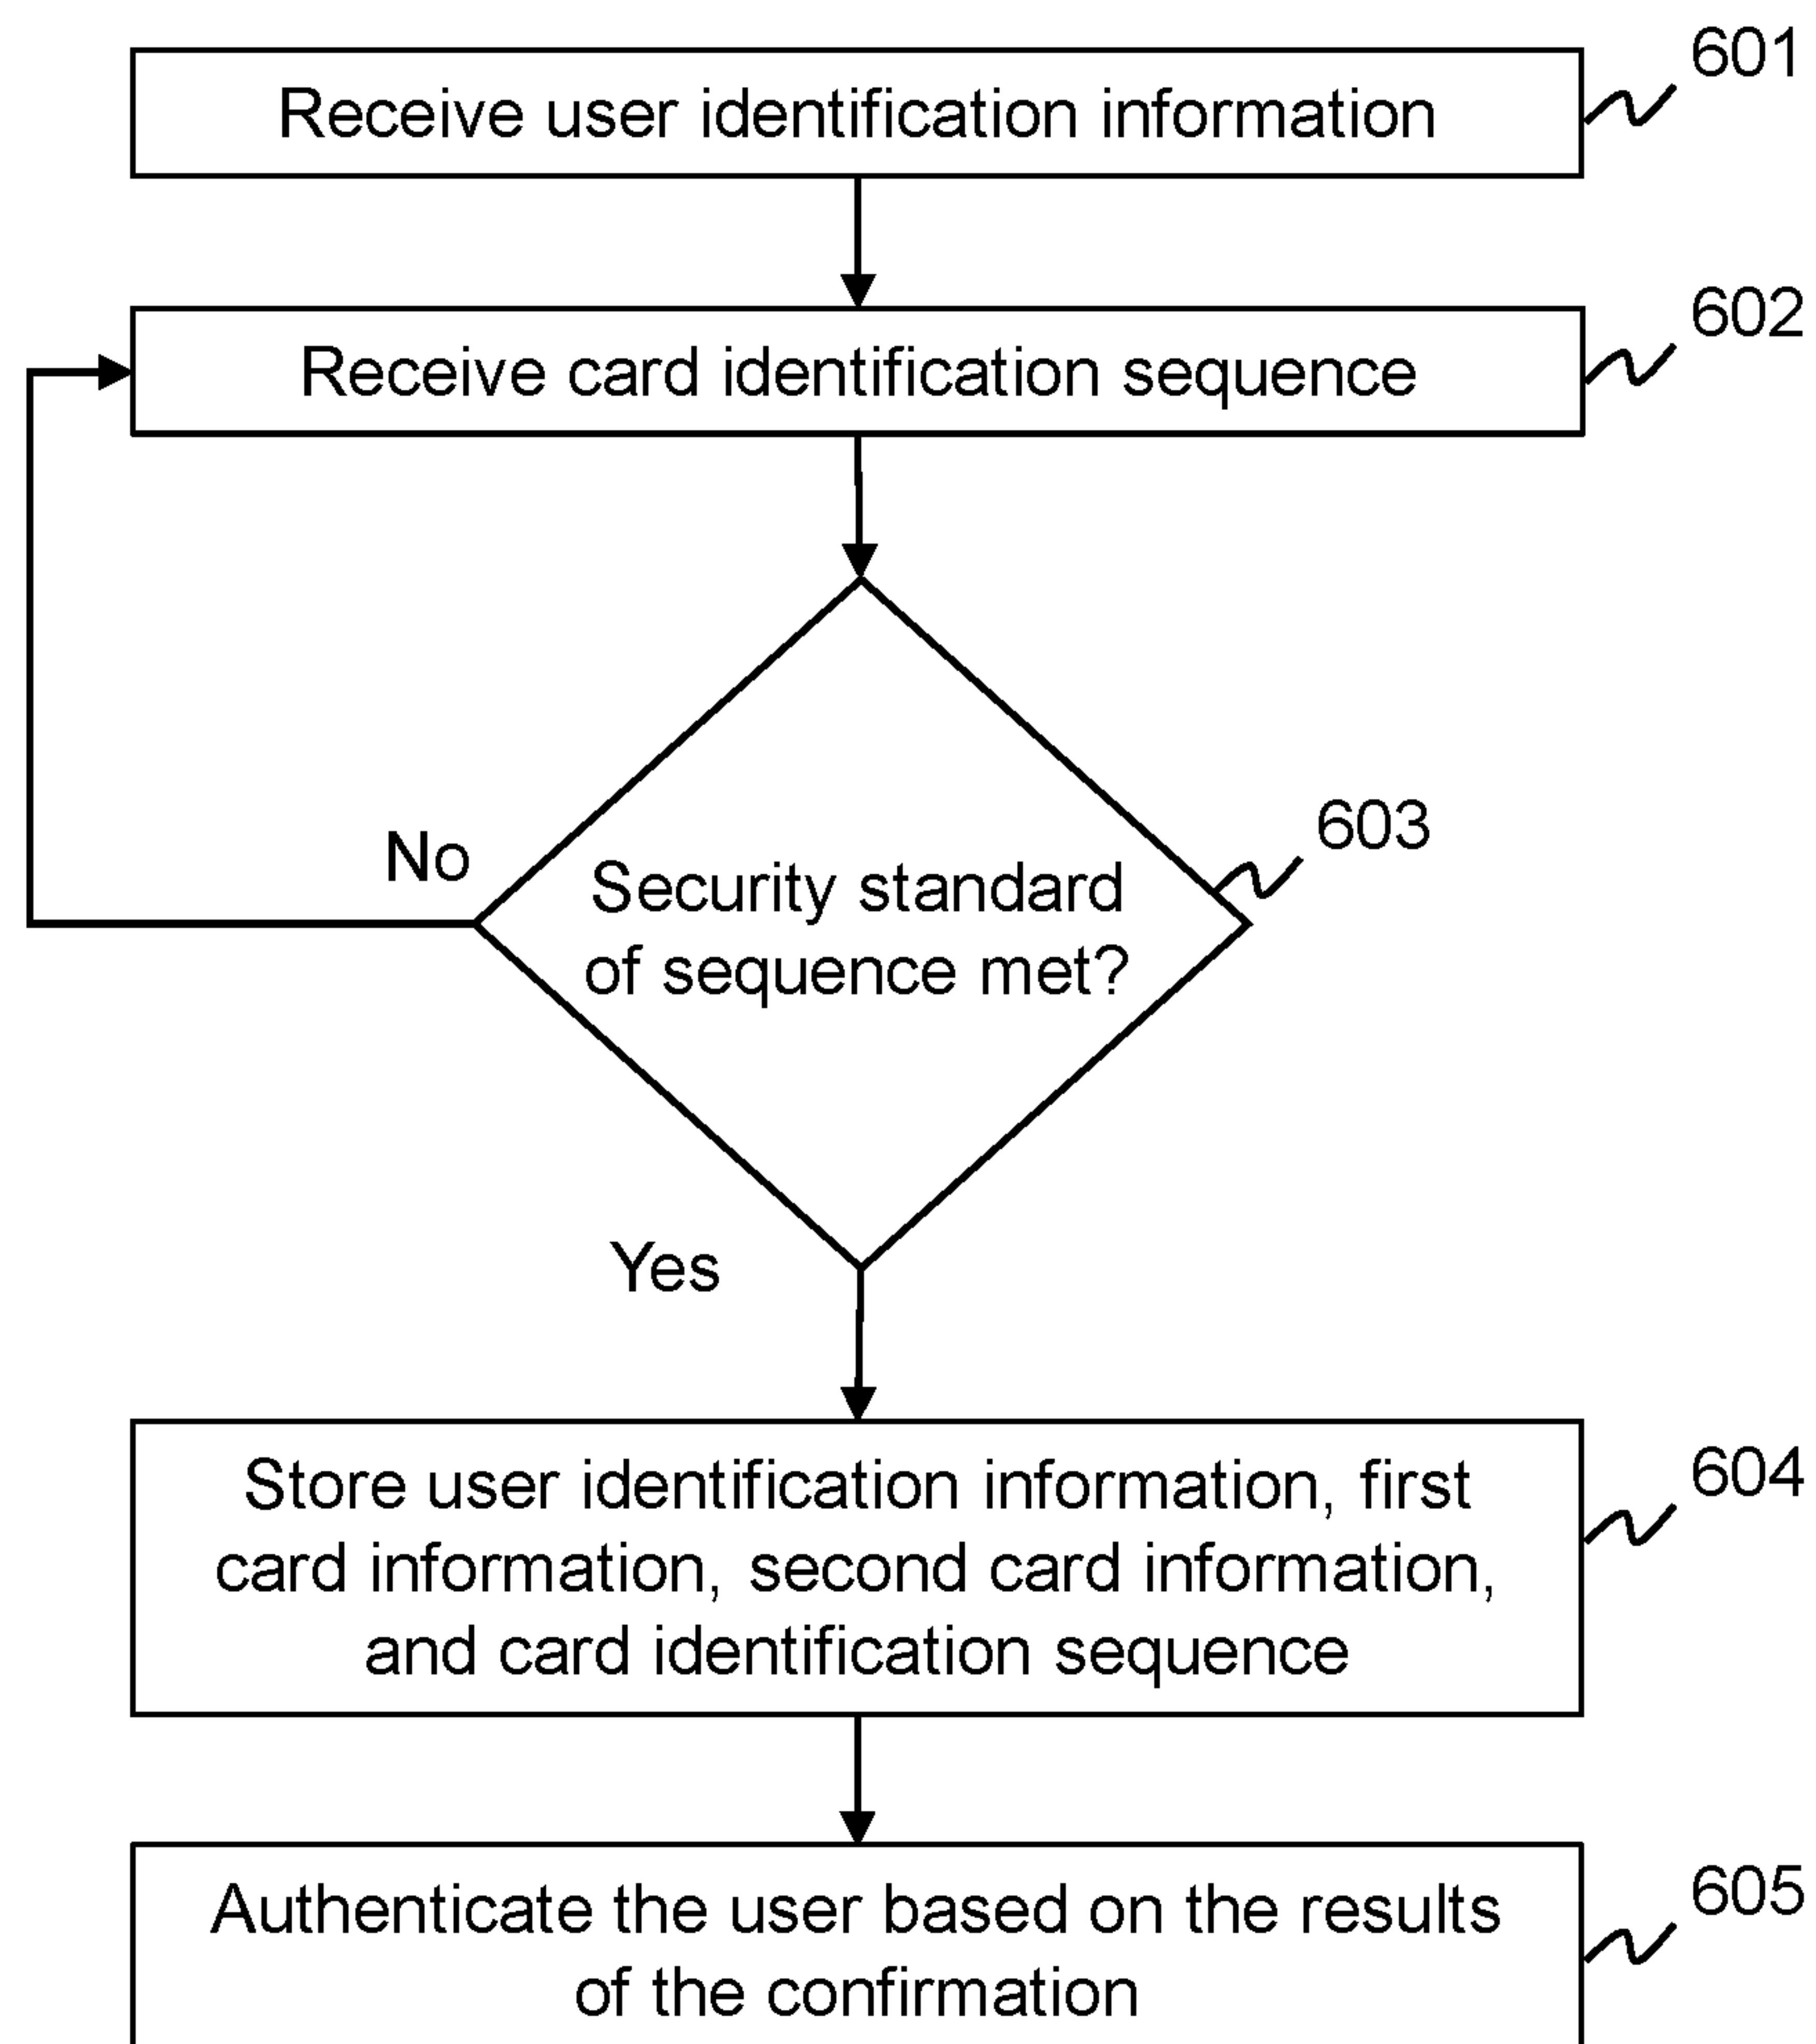 601
Receive user identification information
602
Receive card identification sequence
603
No
Security standard
of sequence met?
Yes
604
Store user identification information, first
card information, second card information,
and card identification sequence
605
Authenticate the user based on the results
of the confirmation